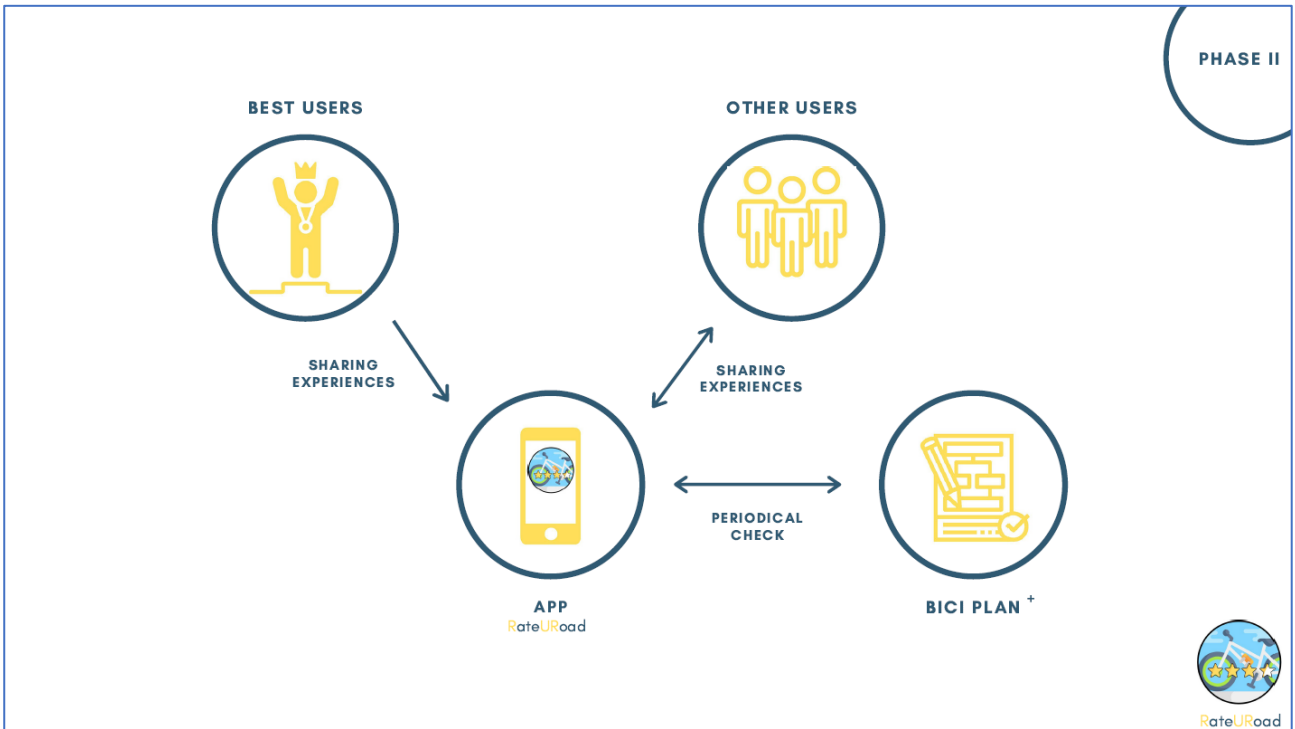 PHASE II
BEST USERS
OTHER USERS
SHARING
EXPERIENCES
SHARING
EXPERIENCES
PERIODICAL
CHECK
APP
RateURoad
BICI PLAN +
RateURoad